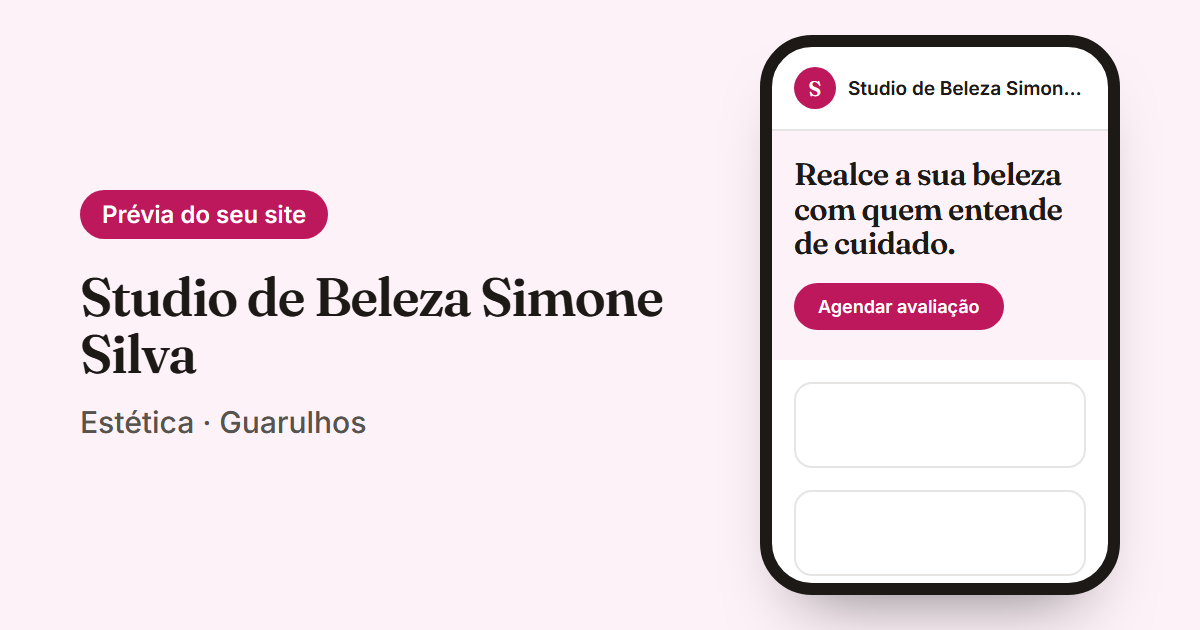 Prévia do seu site
Studio de Beleza Simone
Silva
Estética · Guarulhos
S
Studio de Beleza Simon...
Realce a sua beleza
com quem entende
de cuidado.
Agendar avaliação